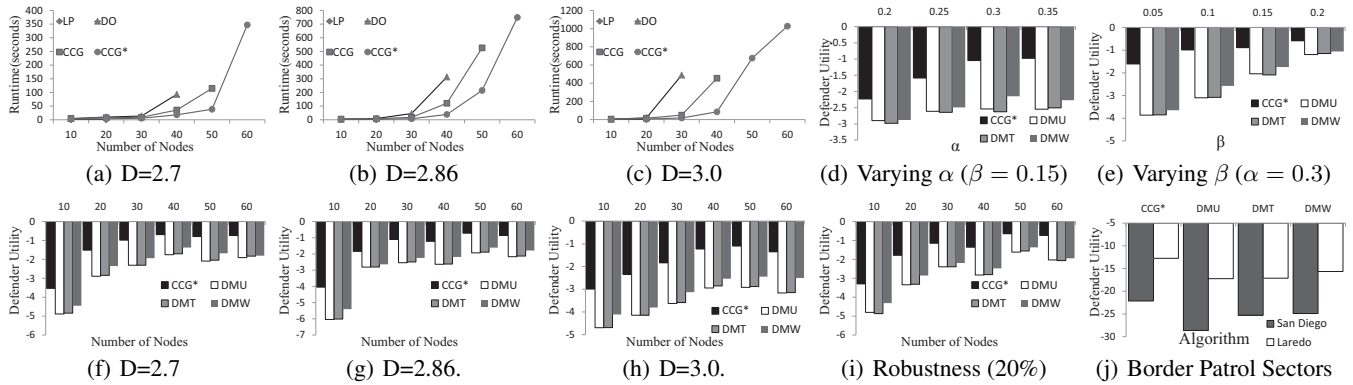 400
350
300
250
200
150
100
50
0
Runtime(seconds)
LP DO
CCG CCG*
10 20 30 40 50 60
Number of Nodes
(a) D=2.7
800
700
600
500
400
300
200
100
0
Runtime(seconds)
LP DO
CCG CCG*
10 20 30 40 50 60
Number of Nodes
(b) D=2.86
1200
1000
800
600
400
200
0
Runtime(seconds)
LP DO
CCG CCG*
10 20 30 40 50 60
Number of Nodes
(c) D=3.0
0.2 0.25 0.3 0.35
0
-0.5
-1
-1.5
-2
-2.5
-3
-3.5
Defender Utility
CCG* DMU
DMT DMW
α
(d) Varying α (β = 0.15)
0.05 0.1 0.15 0.2
0
-1
-2
-3
-4
-5
Defender Utility
CCG* DMU
DMT DMW
β
(e) Varying β (α = 0.3)
10 20 30 40 50 60
0
-1
-2
-3
-4
-5
-6
Defender Utility
CCG* DMU
DMT DMW
Number of Nodes
(f) D=2.7
10 20 30 40 50 60
0
-1
-2
-3
-4
-5
-6
-7
Defender Utility
CCG* DMU
DMT DMW
Number of Nodes
(g) D=2.86.
10 20 30 40 50 60
0
-1
-2
-3
-4
-5
Defender Utility
CCG* DMU
DMT DMW
Number of Nodes
(h) D=3.0.
10 20 30 40 50 60
0
-1
-2
-3
-4
-5
-6
Defender Utility
CCG* DMU
DMT DMW
Number of Nodes
(i) Robustness (20%)
CCG* DMU DMT DMW
-5
-10
-15
-20
-25
-30
Defender Utility
Algorithm
San Diego
Laredo
(j) Border Patrol Sectors